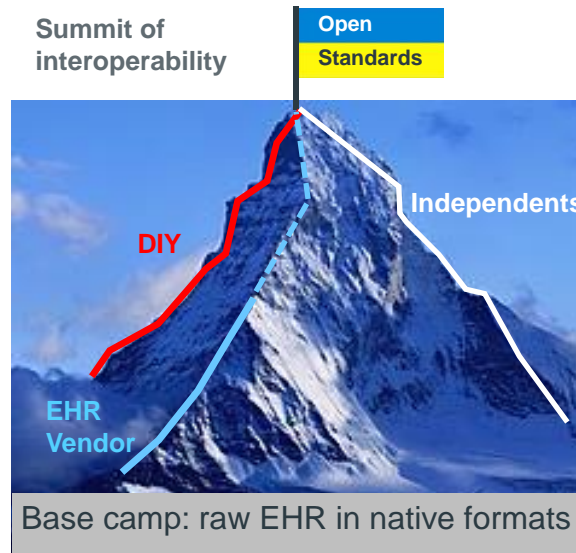 Summit of
interoperability
Open
Standards
Independents
DIY
EHR
Vendor
Base camp: raw EHR in native formats